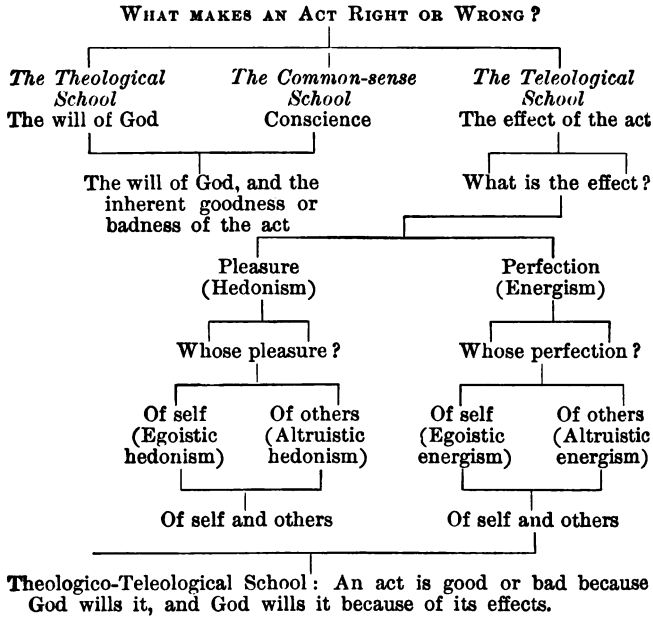 WHAT MAKES AN ACT RIGHT OR WRONG?
The Theological School
The will of God
The Common-sense School
Conscience
The Teleological School
The effect of the act
The will of God, and the
inherent goodness or
badness of the act
What is the effect?
Pleasure
(Hedonism)
Perfection
(Energism)
Whose pleasure?
Whose perfection?
Of self
(Egoistic
hedonism)
Of others
(Altruistic
hedonism)
Of self
(Egoistic
energism)
Of others
(Altruistic
energism)
Of self and others
Of self and others
Theologico-Teleological School: An act is good or bad because
God wills it, and God wills it because of its effects.